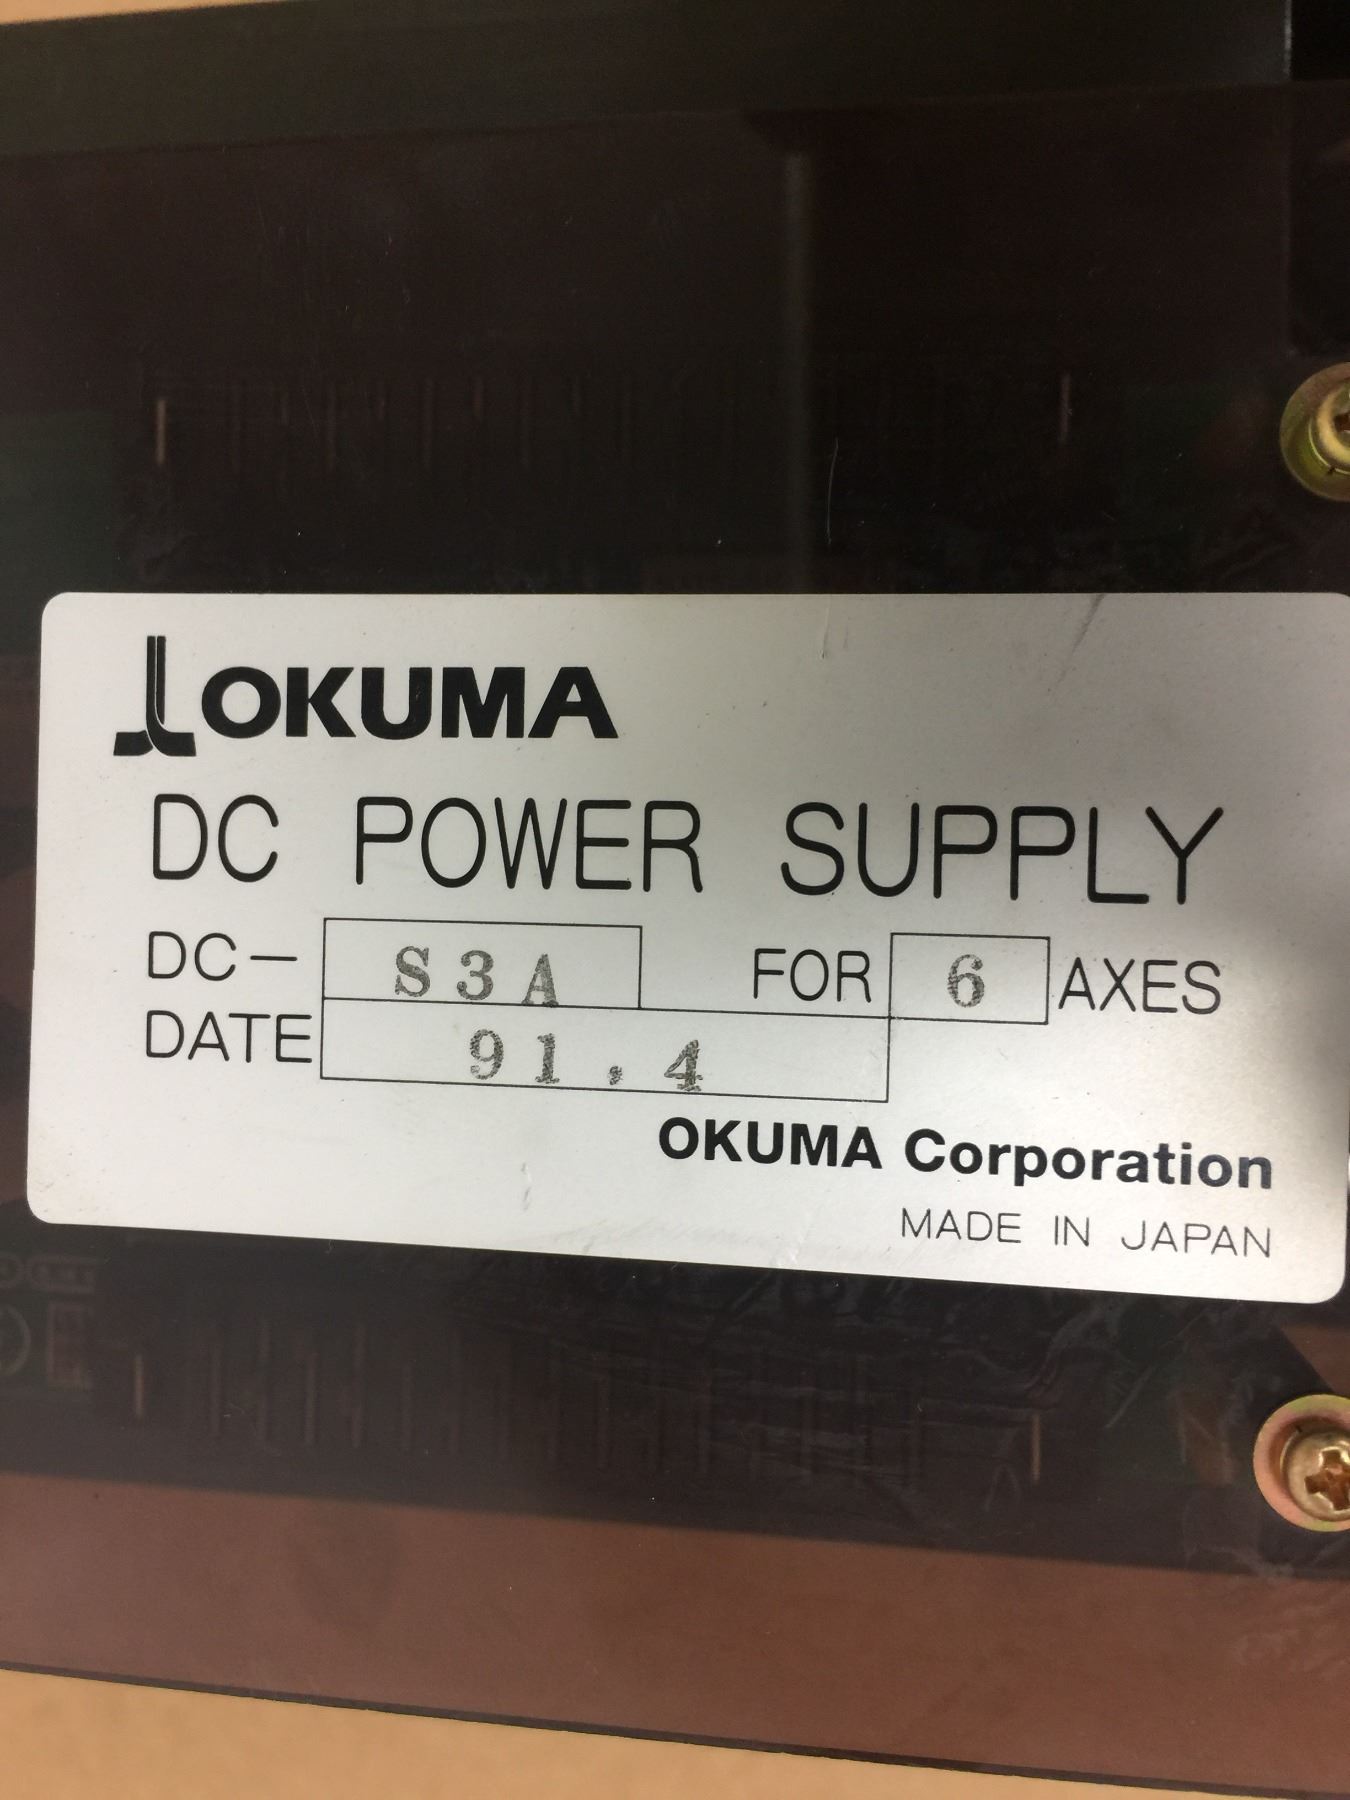 OKUMA
DC POWER SUPPLY
DC- S3A FOR 6 AXES
DATE 91.4
OKUMA Corporation
MADE IN JAPAN